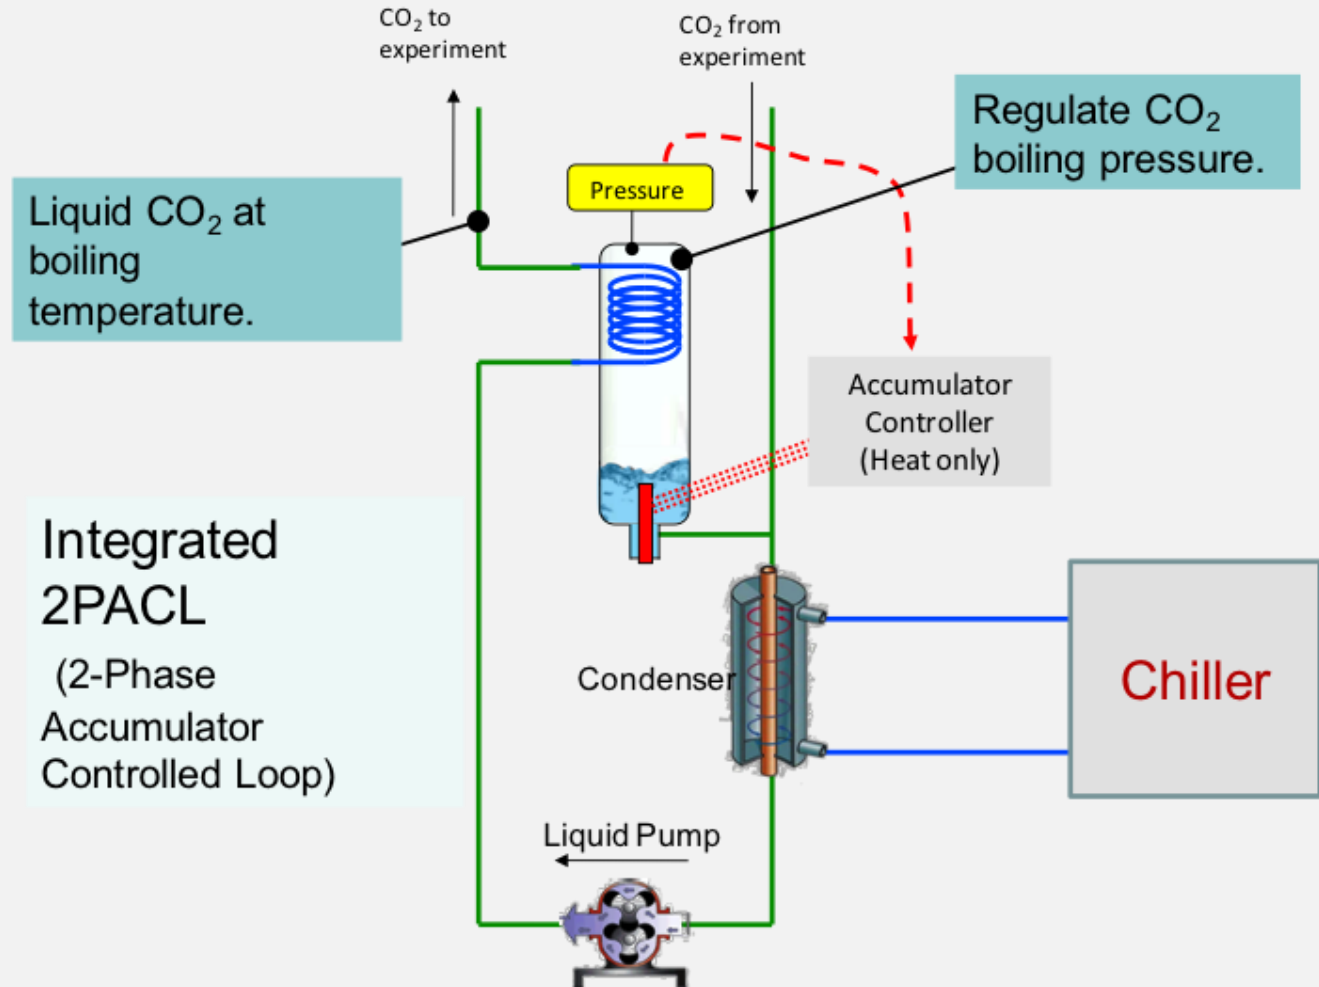 CO₂ to
experiment
CO₂ from
experiment
Regulate CO₂
boiling pressure.
Pressure
Liquid CO₂ at
boiling
temperature.
Accumulator
Controller
(Heat only)
Integrated
2PACL
(2-Phase
Accumulator
Controlled Loop)
Condenser
Chiller
Liquid Pump